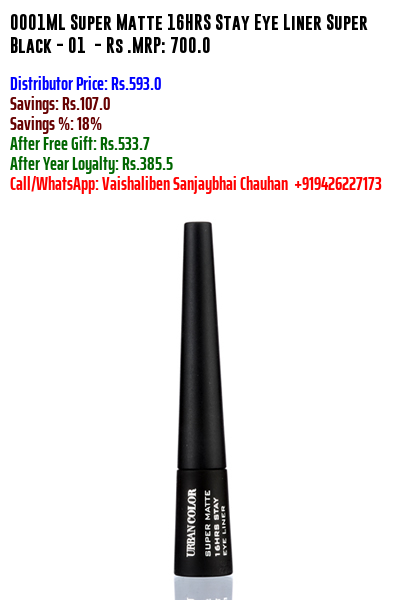 0001ML Super Matte 16HRS Stay Eye Liner Super
Black - 01 - Rs .MRP: 700.0
Distributor Price: Rs.593.0
Savings: Rs.107.0
Savings %: 18%
After Free Gift: Rs.533.7
After Year Loyalty: Rs.385.5
Call/WhatsApp: Vaishaliben Sanjaybhai Chauhan +919426227173
URBAN COLOR
SUPER MATTE
16HRS STAY
EYE LINER